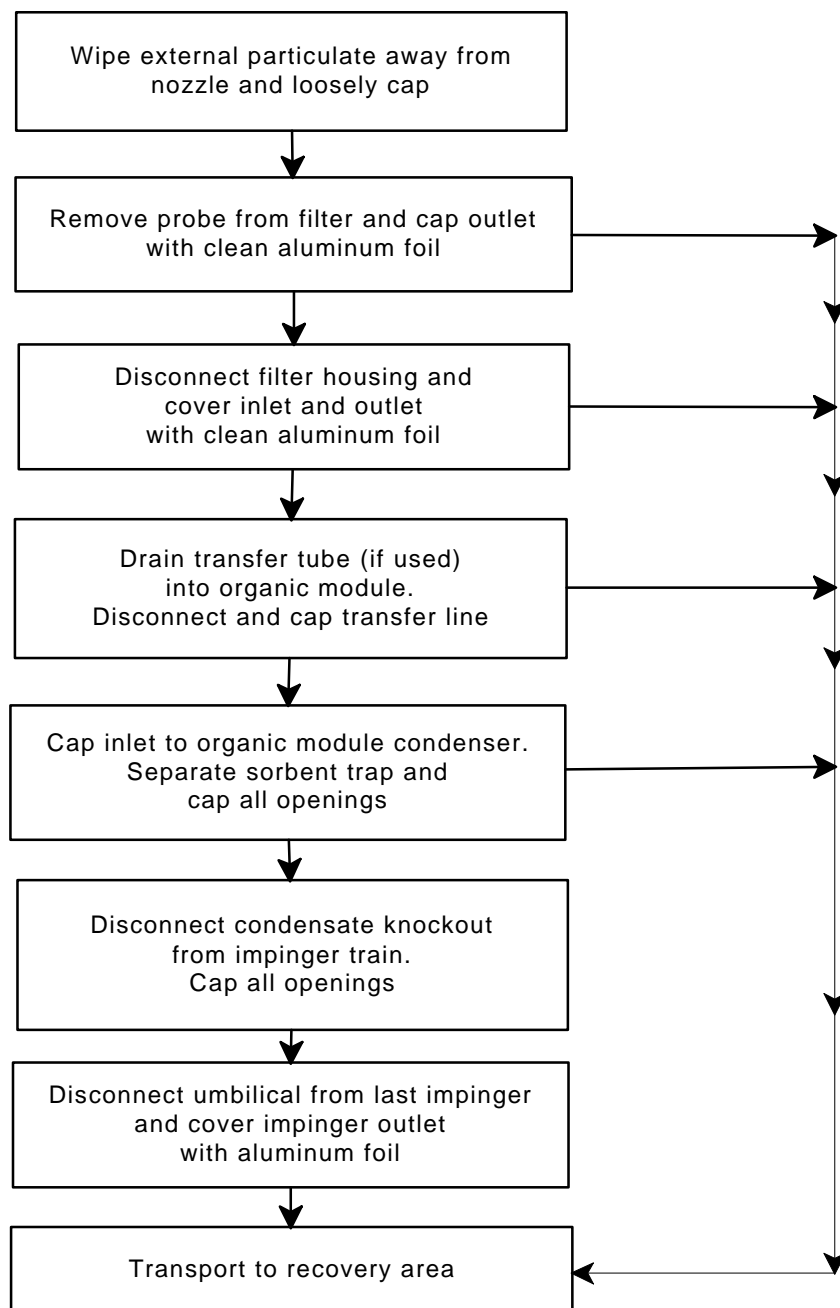 Wipe external particulate away from
nozzle and loosely cap
Remove probe from filter and cap outlet
with clean aluminum foil
Disconnect filter housing and
cover inlet and outlet
with clean aluminum foil
Drain transfer tube (if used)
into organic module.
Disconnect and cap transfer line
Cap inlet to organic module condenser.
Separate sorbent trap and
cap all openings
Disconnect condensate knockout
from impinger train.
Cap all openings
Disconnect umbilical from last impinger
and cover impinger outlet
with aluminum foil
Transport to recovery area